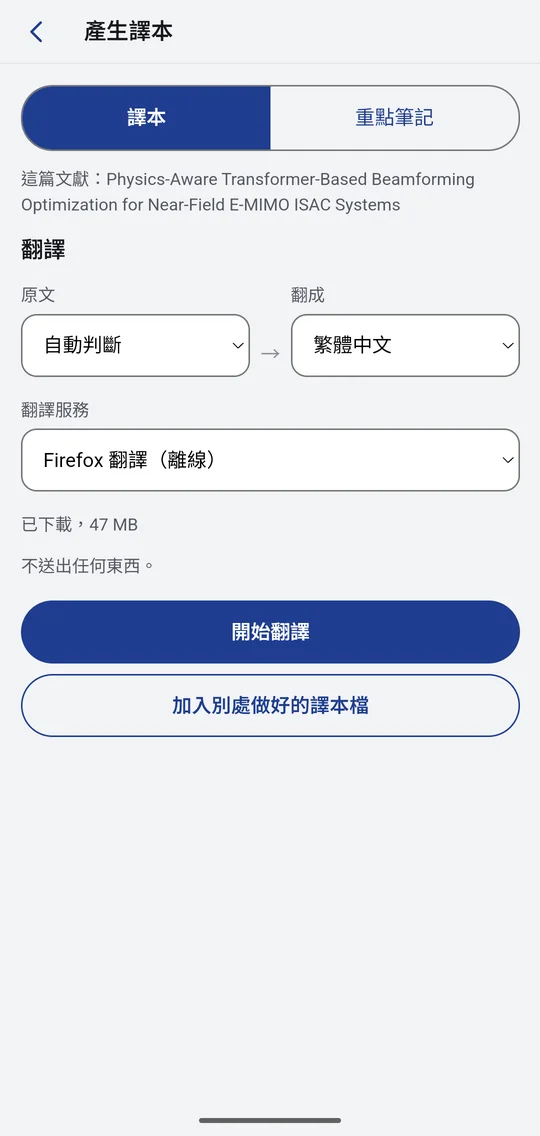 產生譯本
譯本
重點筆記
這篇文獻：Physics-Aware Transformer-Based Beamforming
Optimization for Near-Field E-MIMO ISAC Systems
翻譯
原文
翻成
自動判斷
→
繁體中文
翻譯服務
Firefox 翻譯（離線）
已下載，47 MB
不送出任何東西。
開始翻譯
加入別處做好的譯本檔